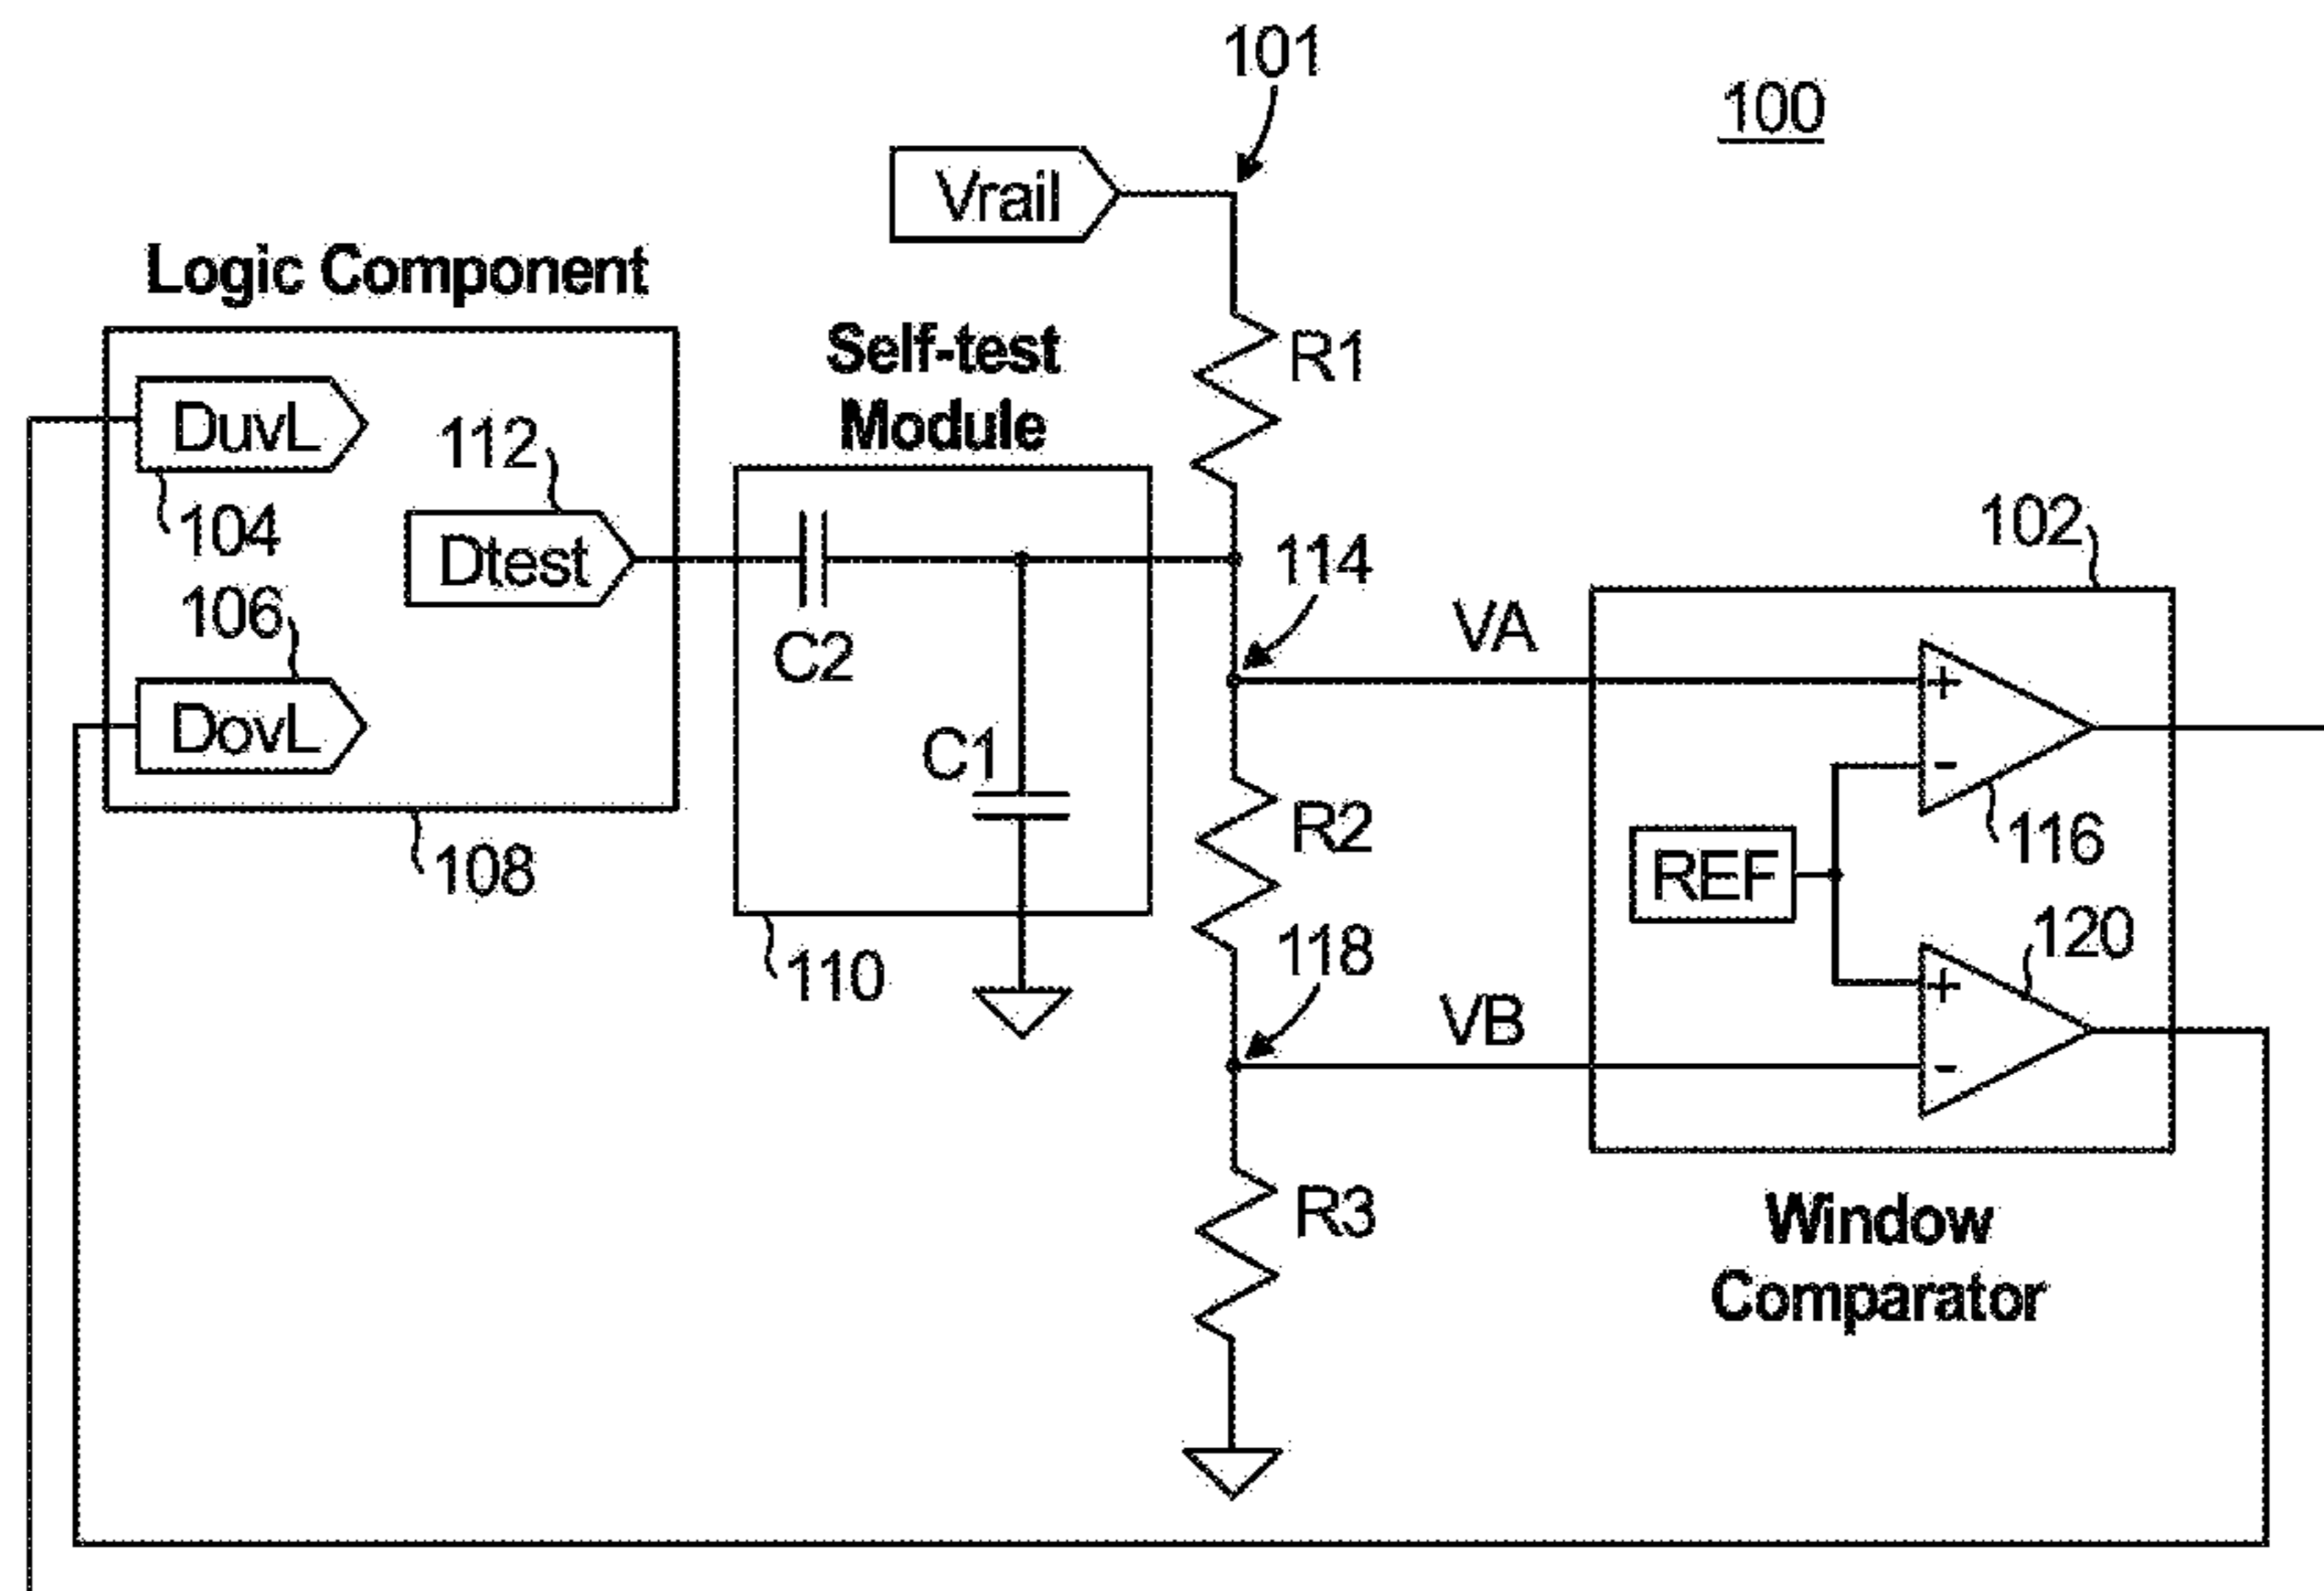 101
100
Vrail
Logic Component
Self-test
Module
R1
DuvL
112
104
Dtest
114
102
106
C2
VA
+
DovL
C1
-
R2
116
108
REF
118
120
110
+
VB
-
R3
Window
Comparator